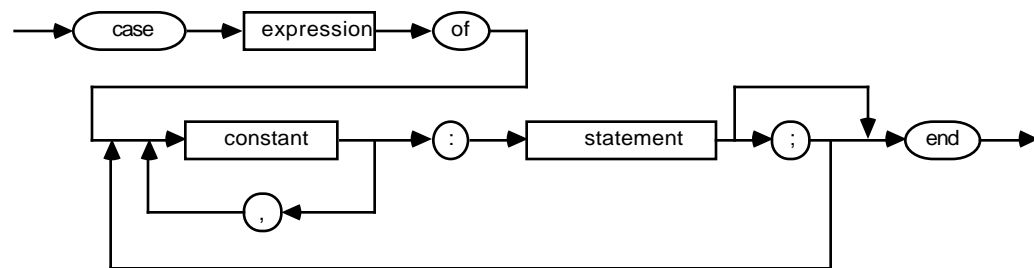 case expression of
constant : statement ; end
,